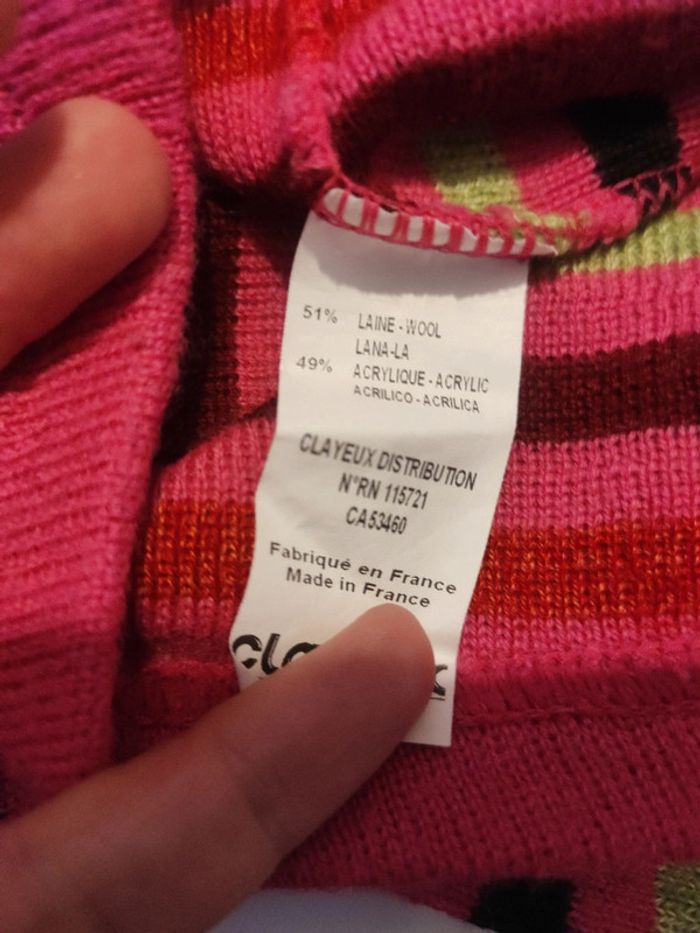 51% LAINE - WOOL
LANA-LA
49% ACRYLIQUE - ACRYLIC
ACRILICO - ACRILICA
CLAYEUX DISTRIBUTION
N°RN 115721
CA53460
Fabriqué en France
Made in France